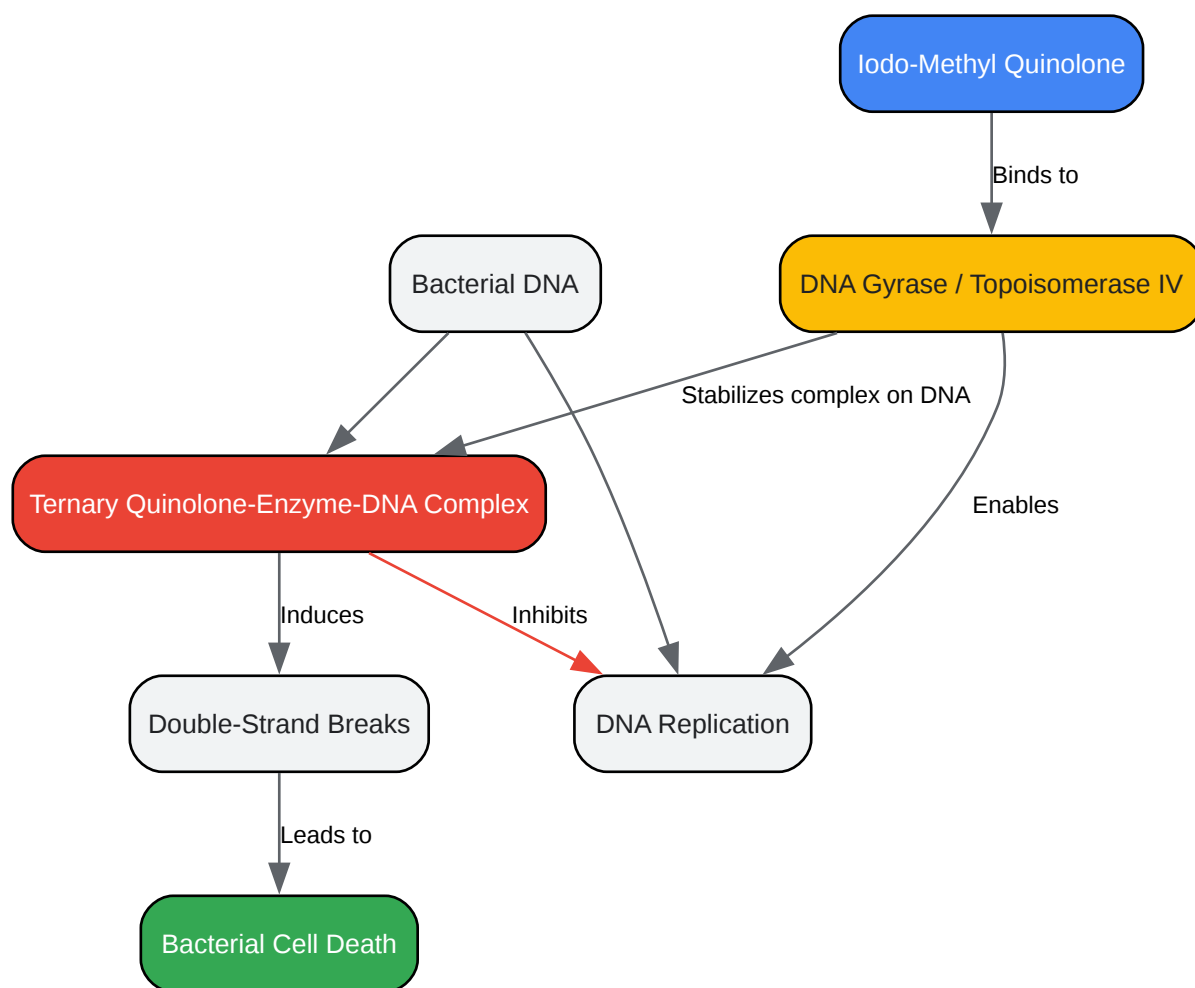 Iodo-Methyl Quinolone
Binds to
Bacterial DNA
DNA Gyrase / Topoisomerase IV
Stabilizes complex on DNA
Ternary Quinolone-Enzyme-DNA Complex
Enables
Induces
Inhibits
Double-Strand Breaks
DNA Replication
Leads to
Bacterial Cell Death